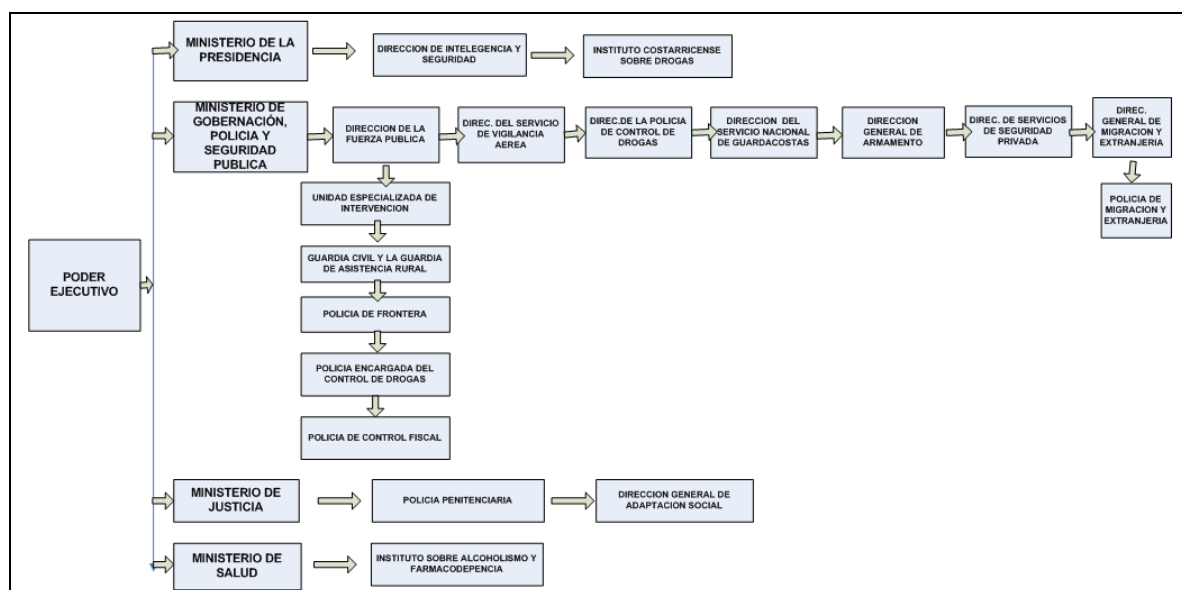 MINISTERIO DE LA
PRESIDENCIA
DIRECCION DE INTELEGENCIA Y
SEGURIDAD
INSTITUTO COSTARRICENSE
SOBRE DROGAS
MINISTERIO DE
GOBERNACIÓN,
POLICIA Y
SEGURIDAD
PUBLICA
DIRECCION DE LA
FUERZA PUBLICA
DIREC. DEL SERVICIO
DE VIGILANCIA
AEREA
DIREC.DE LA POLICIA
DE CONTROL DE
DROGAS
DIRECCION DEL
SERVICIO NACIONAL
DE GUARDACOSTAS
DIRECCION
GENERAL DE
ARMAMENTO
DIREC. DE SERVICIOS
DE SEGURIDAD
PRIVADA
DIREC.
GENERAL DE
MIGRACION Y
EXTRANJERIA
POLICIA DE
MIGRACION Y
EXTRANJERIA
UNIDAD ESPECIALIZADA DE
INTERVENCION
GUARDIA CIVIL Y LA GUARDIA
DE ASISTENCIA RURAL
POLICIA DE FRONTERA
POLICIA ENCARGADA DEL
CONTROL DE DROGAS
POLICIA DE CONTROL FISCAL
PODER
EJECUTIVO
MINISTERIO DE
JUSTICIA
POLICIA PENITENCIARIA
DIRECCION GENERAL DE
ADAPTACION SOCIAL
MINISTERIO DE
SALUD
INSTITUTO SOBRE ALCOHOLISMO Y
FARMACODEPENCIA